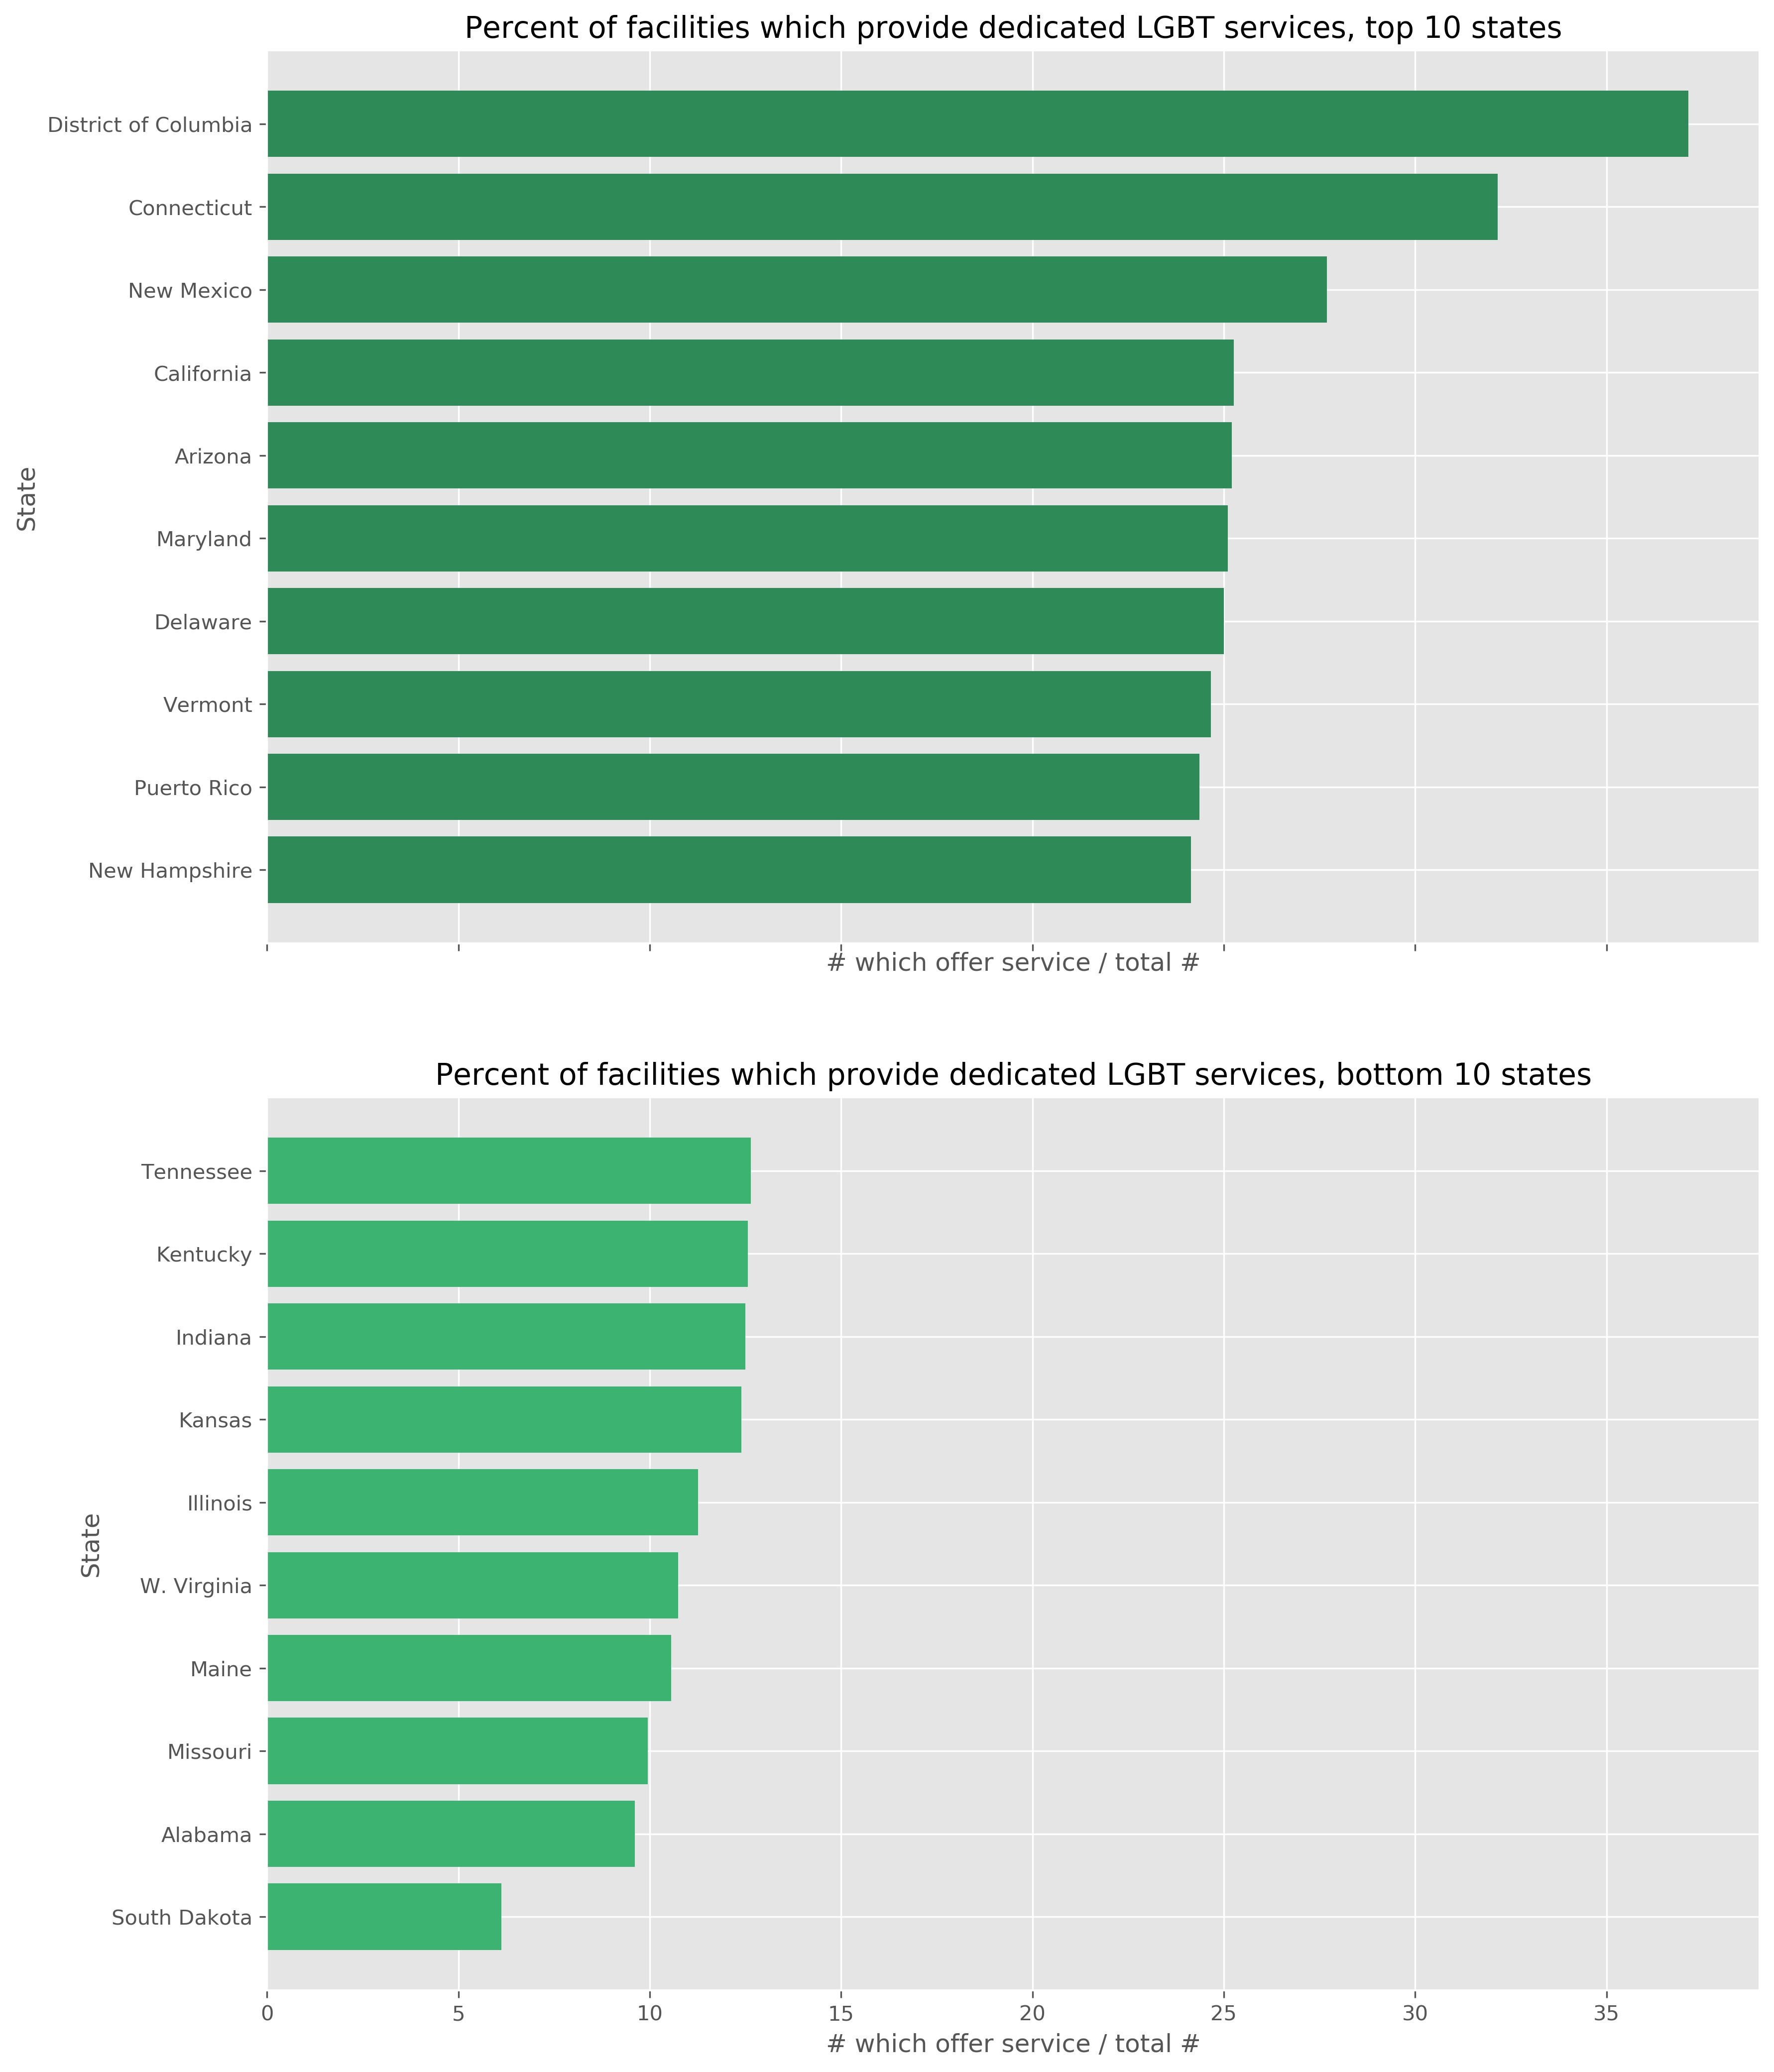 Percent of facilities which provide dedicated LGBT services, top 10 states
State
District of Columbia
Connecticut
New Mexico
California
Arizona
Maryland
Delaware
Vermont
Puerto Rico
New Hampshire
# which offer service / total #
Percent of facilities which provide dedicated LGBT services, bottom 10 states
State
Tennessee
Kentucky
Indiana
Kansas
Illinois
W. Virginia
Maine
Missouri
Alabama
South Dakota
0 5 10 15 20 25 30 35
# which offer service / total #